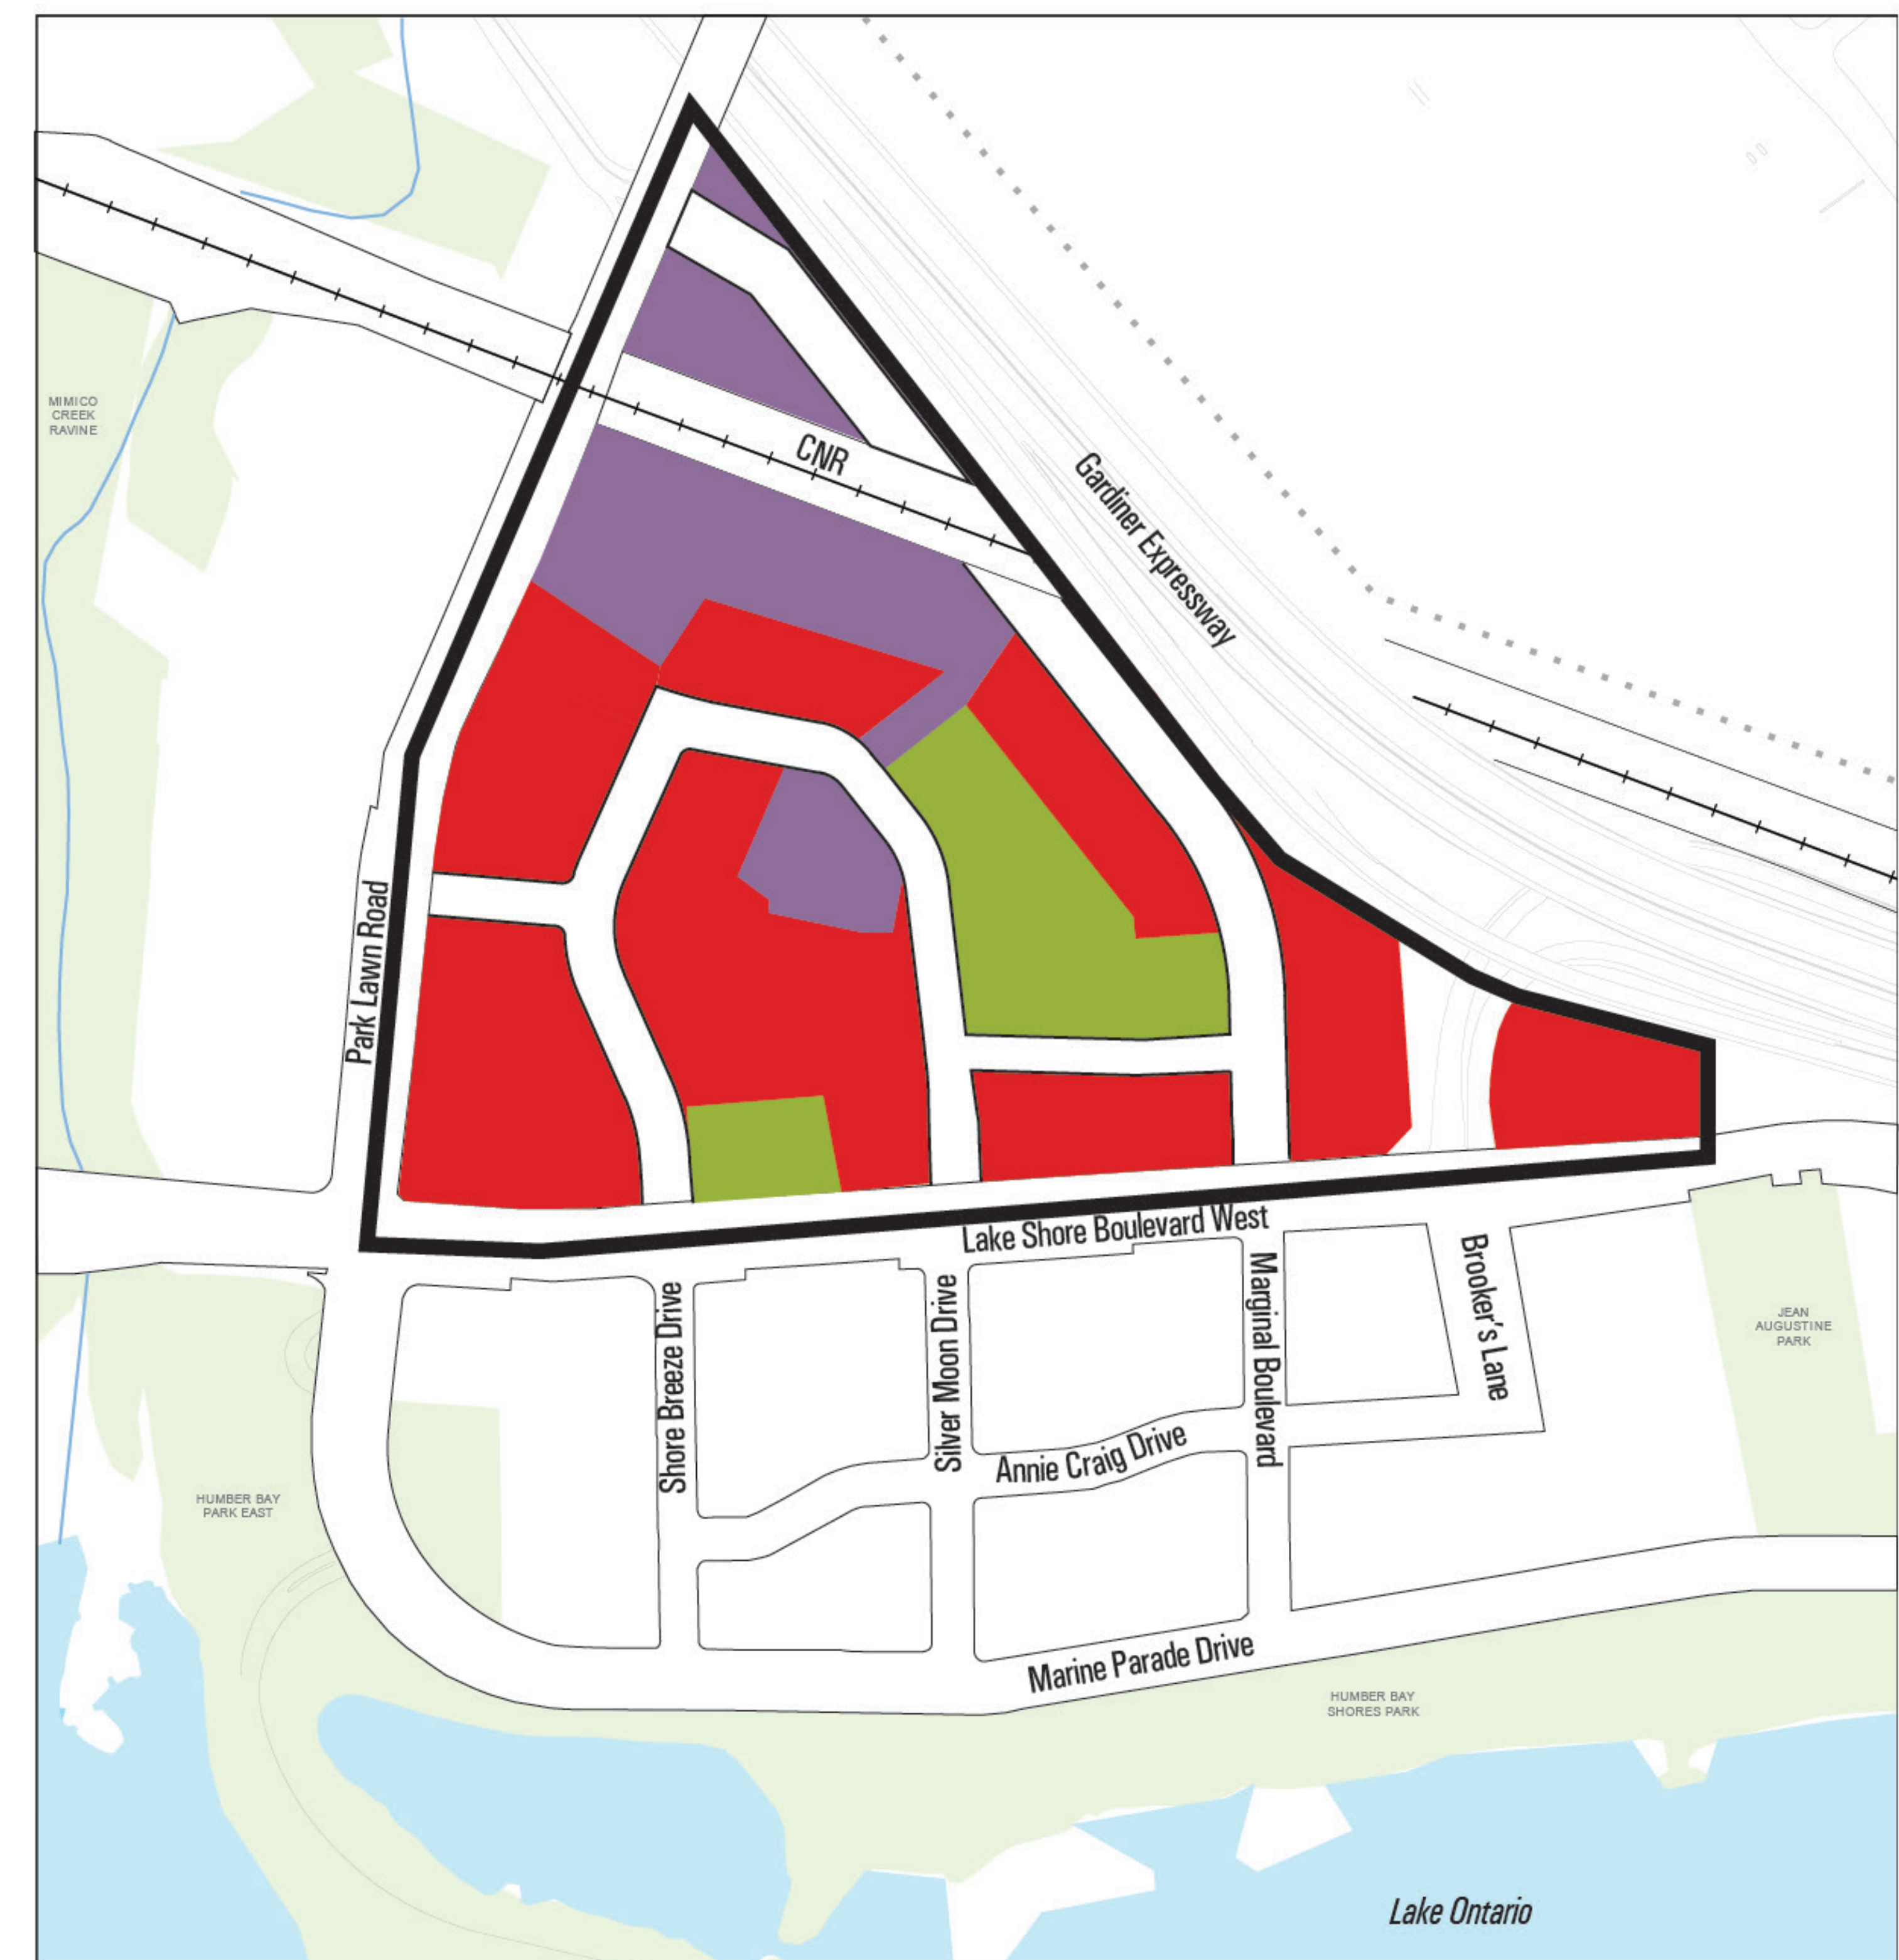 MIMICO
CREEK
RAVINE
CNR
Gardiner Expressway
Park Lawn Road
Lake Shore Boulevard West
Shore Breeze Drive
Silver Moon Drive
Marginal Boulevard
Brooker's Lane
JEAN
AUGUSTINE
PARK
Annie Craig Drive
HUMBER BAY
PARK EAST
Marine Parade Drive
HUMBER BAY
SHORES PARK
Lake Ontario